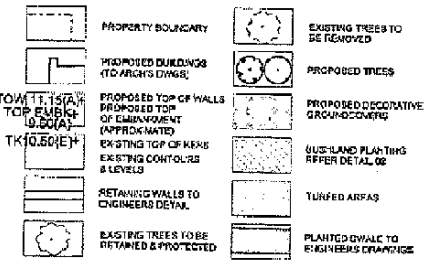 PROPERTY BOUNDARY
PROPOSED BUILDINGS
(TO ARCH'S DWGS)
TOW 11.15(A)+
TOP EMBK+
9.60(A)
PROPOSED TOP OF WALLS
PROPOSED TOP
OF EMBANKMENT
(APPROXIMATE)
TK10.50(E)+
EXISTING TOP OF KERB
EXISTING CONTOURS
& LEVELS
RETAINING WALLS TO
ENGINEERS DETAIL
EXISTING TREES TO BE
RETAINED & PROTECTED
EXISTING TREES TO
BE REMOVED
PROPOSED TREES
PROPOSED DECORATIVE
GROUNDCOVERS
BUSHLAND PLANTING
REFER DETAIL 02
TURFED AREAS
PLANTED SWALE TO
ENGINEERS DRAWINGS